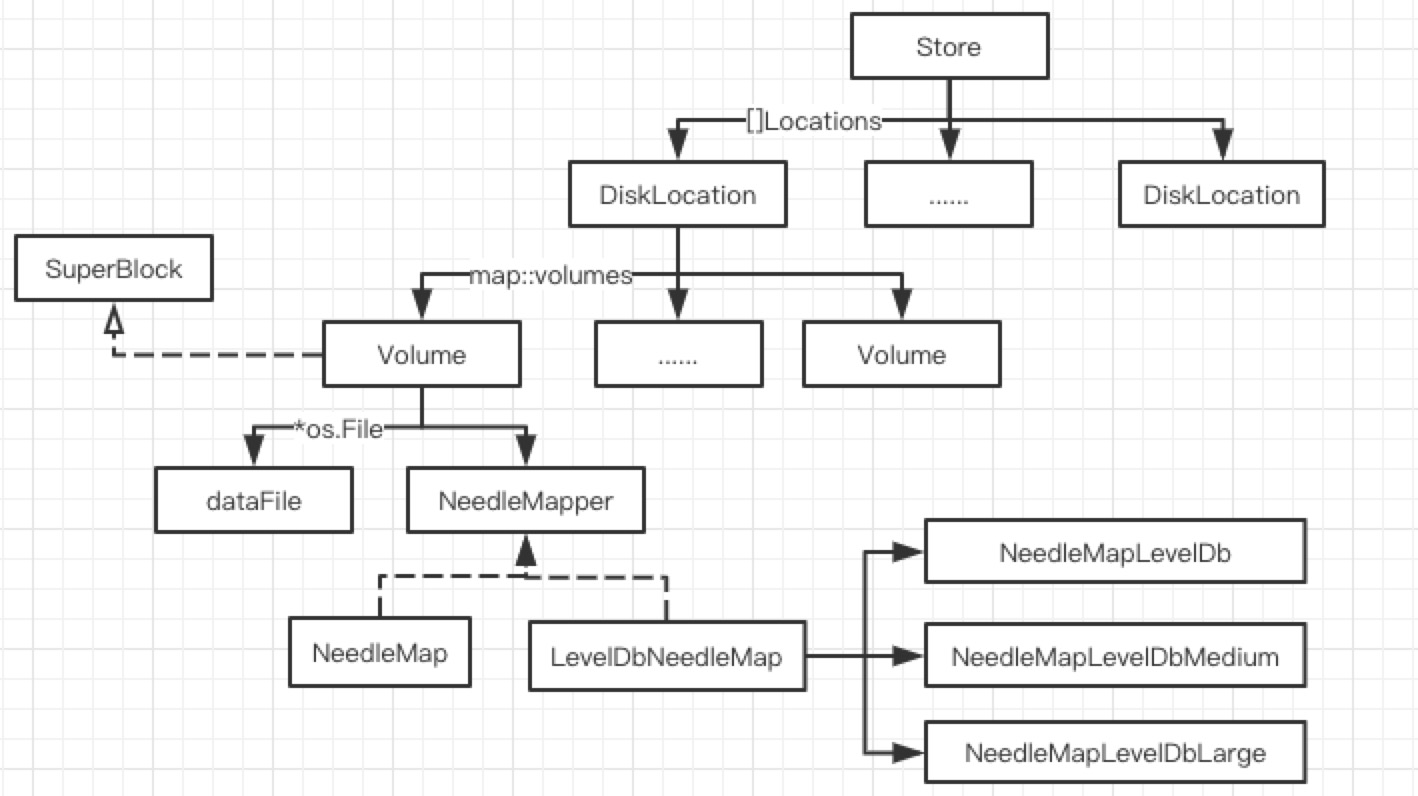 Store
[]Locations
DiskLocation
......
DiskLocation
SuperBlock
map::volumes
Volume
......
Volume
*os.File
dataFile
NeedleMapper
NeedleMap
LevelDbNeedleMap
NeedleMapLevelDb
NeedleMapLevelDbMedium
NeedleMapLevelDbLarge